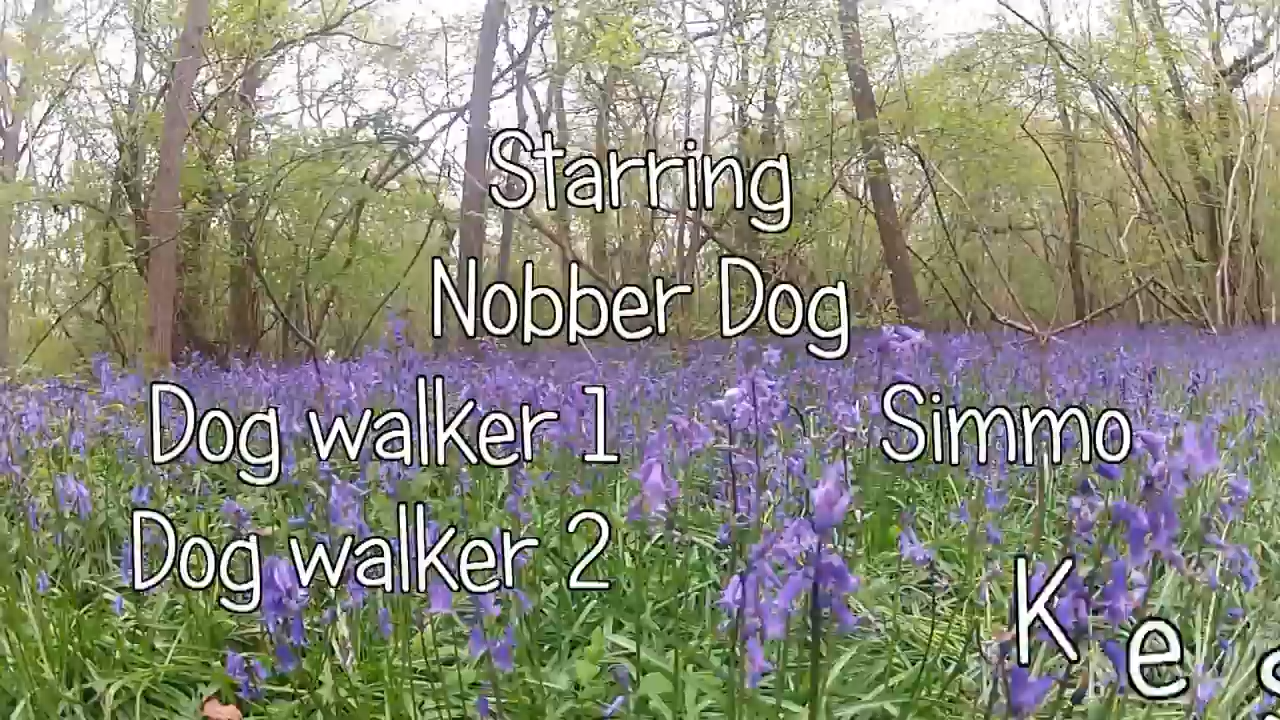 Starring
Nobber Dog
Dog walker 1 Simmo
Dog walker 2
K e